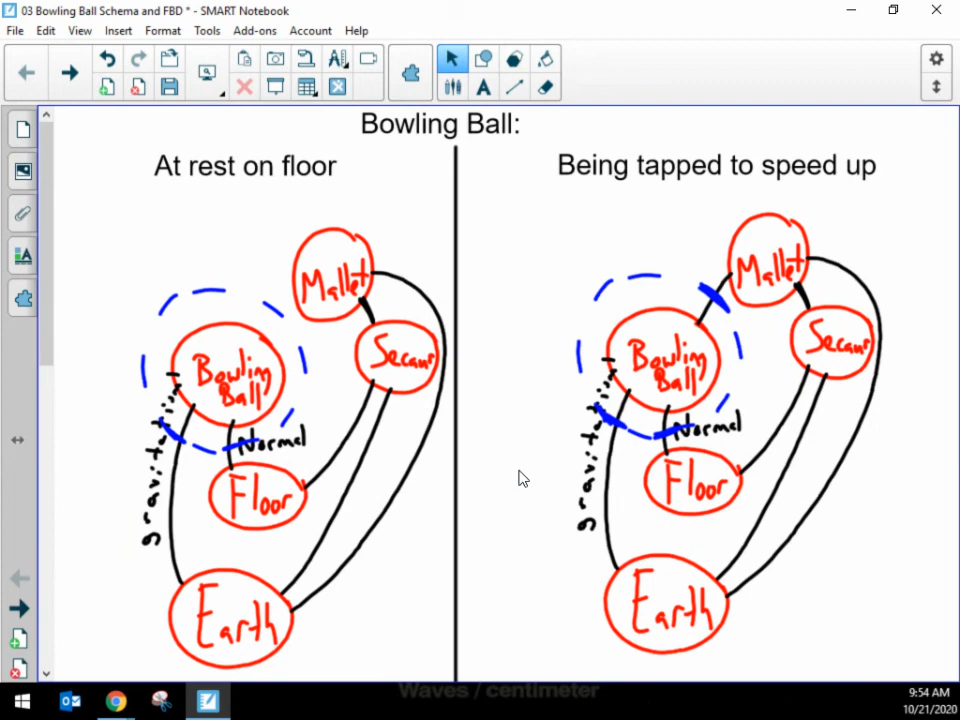 03 Bowling Ball Schema and FBD * - SMART Notebook
File Edit View Insert Format Tools Add-ons Account Help
Bowling Ball:
At rest on floor
Being tapped to speed up
Mallet
Secaur
Bowling
Ball
Normal
gravitation
Floor
Earth
Mallet
Secaur
Bowling
Ball
Normal
gravitation
Floor
Earth
Waves / centimeter
9:54 AM
10/21/2020